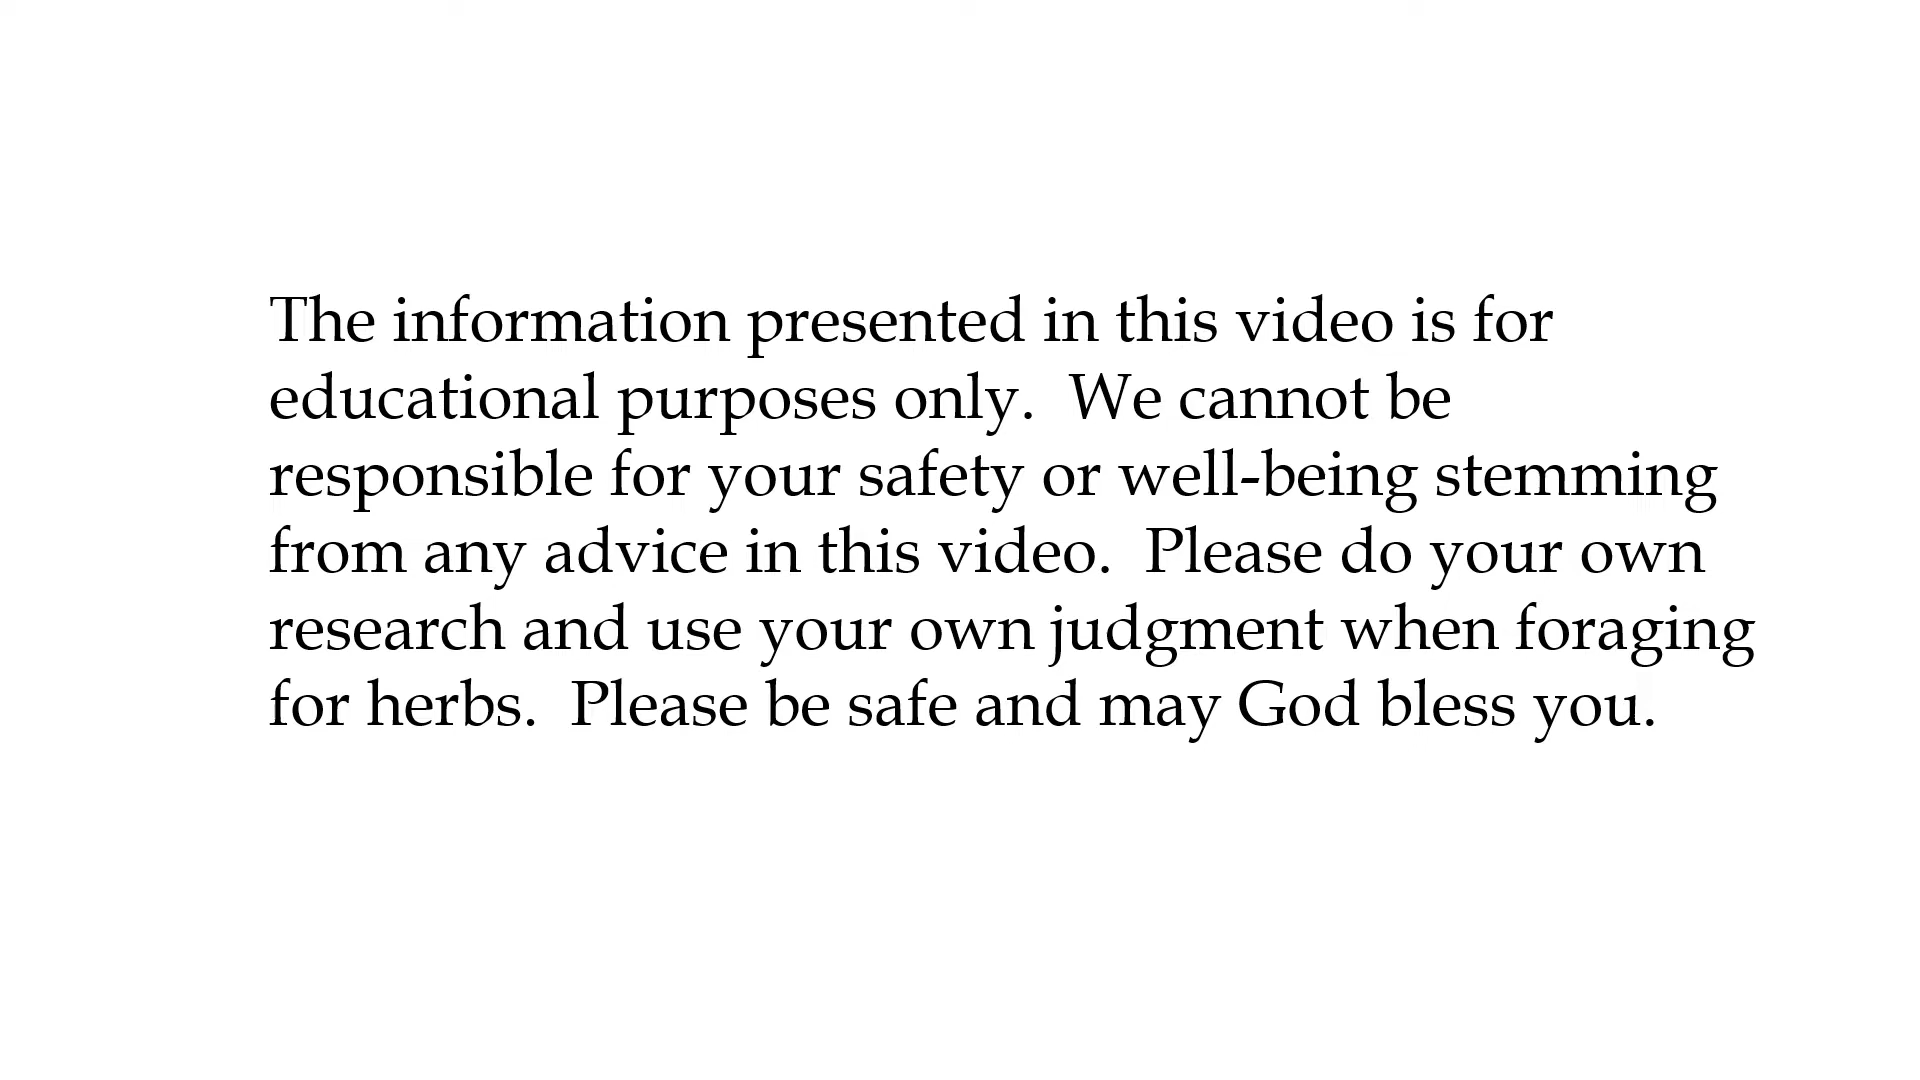 The information presented in this video is for
educational purposes only.  We cannot be
responsible for your safety or well-being stemming
from any advice in this video.  Please do your own
research and use your own judgment when foraging
for herbs.  Please be safe and may God bless you.